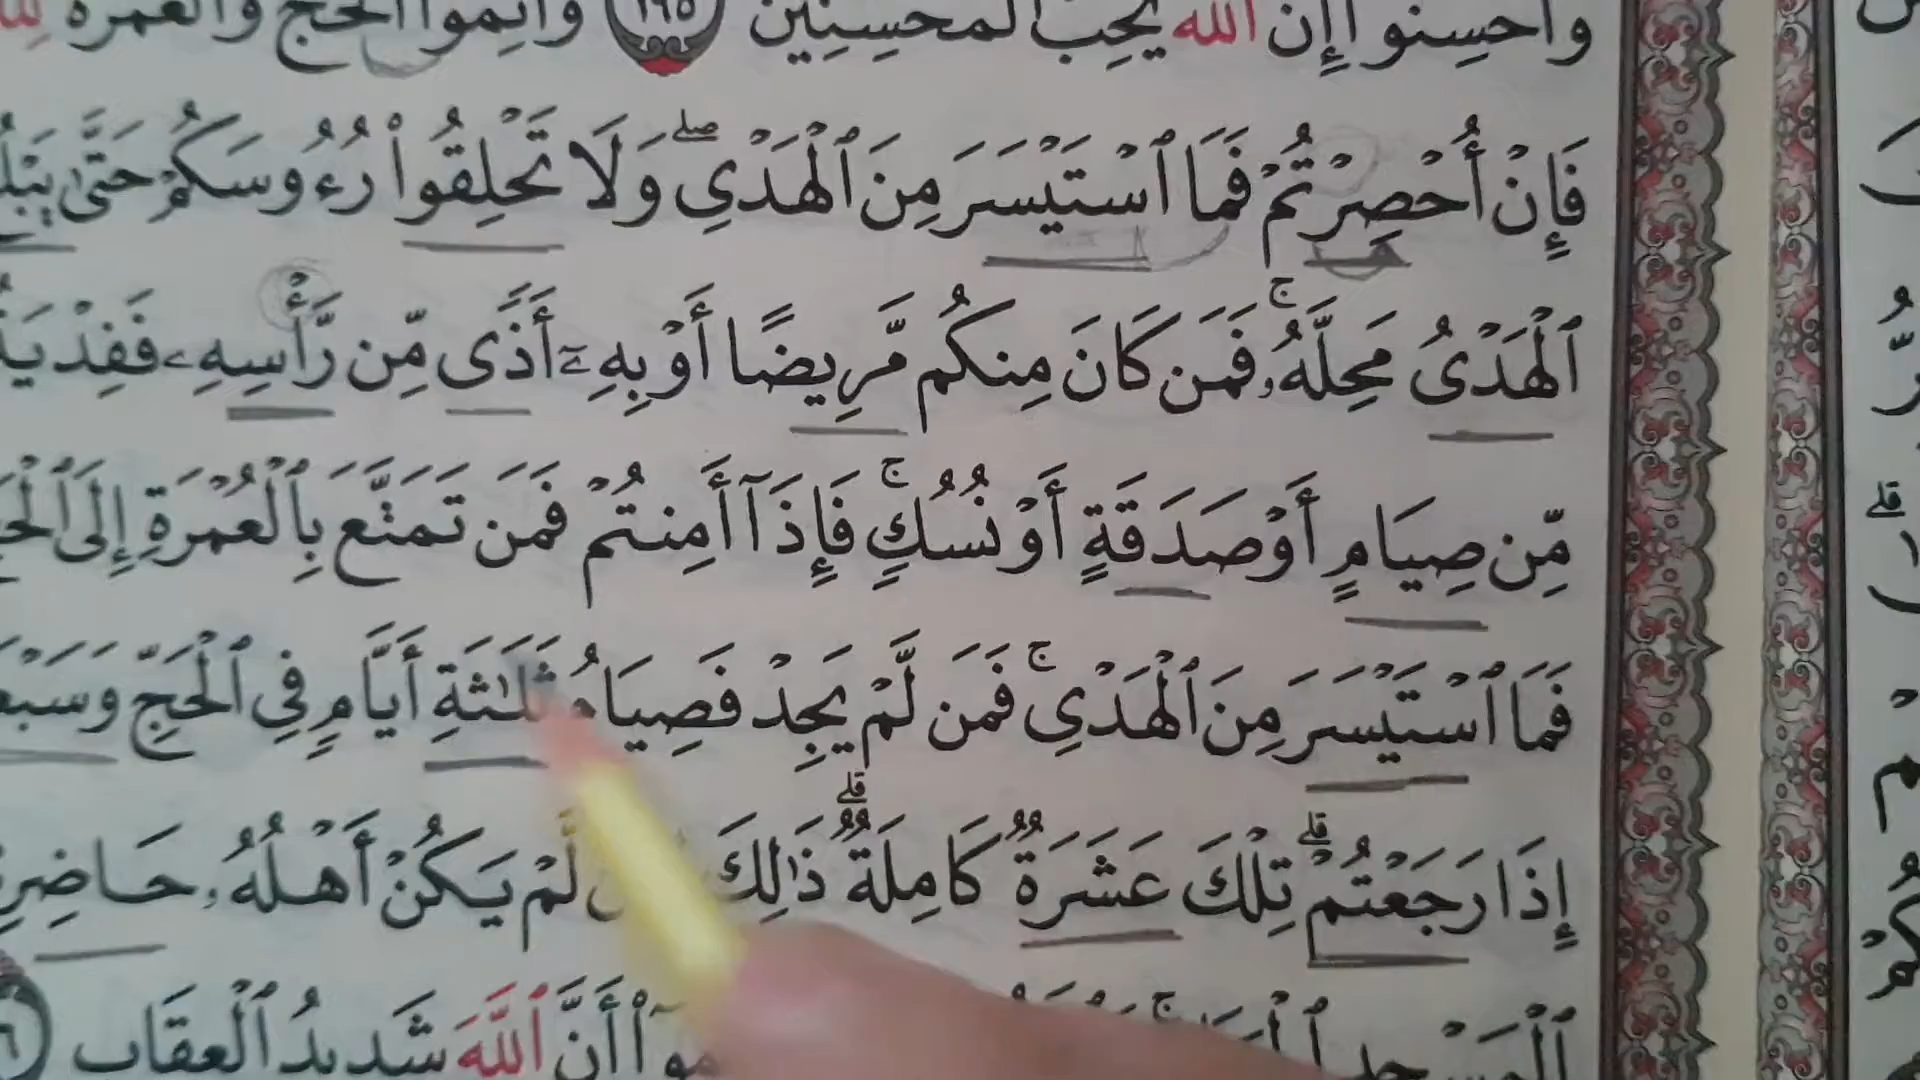 وَأَحْسِنُوٓا۟ إِنَّ ٱللَّهَ يُحِبُّ ٱلْمُحْسِنِينَ ١٩٥ وَأَتِمُّوا۟ ٱلْحَجَّ وَٱلْعُمْرَةَ لِلَّهِ
فَإِنْ أُحْصِرْتُمْ فَمَا ٱسْتَيْسَرَ مِنَ ٱلْهَدْيِ ۖ وَلَا تَحْلِقُوا۟ رُءُوسَكُمْ حَتَّىٰ
ٱلْهَدْىُ مَحِلَّهُۥ ۚ فَمَن كَانَ مِنكُم مَّرِيضًا أَوْ بِهِۦٓ أَذًى مِّن رَّأْسِهِۦ
مِّن صِيَامٍ أَوْ صَدَقَةٍ أَوْ نُسُكٍ ۚ فَإِذَآ أَمِنتُمْ فَمَن تَمَتَّعَ بِٱلْعُمْرَةِ إِلَى
فَمَا ٱسْتَيْسَرَ مِنَ ٱلْهَدْيِ ۚ فَمَن لَّمْ يَجِدْ فَصِيَامُ ثَلَـٰثَةِ أَيَّامٍ فِى ٱلْحَجِّ
إِذَا رَجَعْتُمْ ۗ تِلْكَ عَشَرَةٌ كَامِلَةٌ ۗ ذَٰلِكَ لَمْ يَكُنْ أَهْلُهُۥ
أَنَّ ٱللَّهَ شَدِيدُ ٱلْعِقَابِ